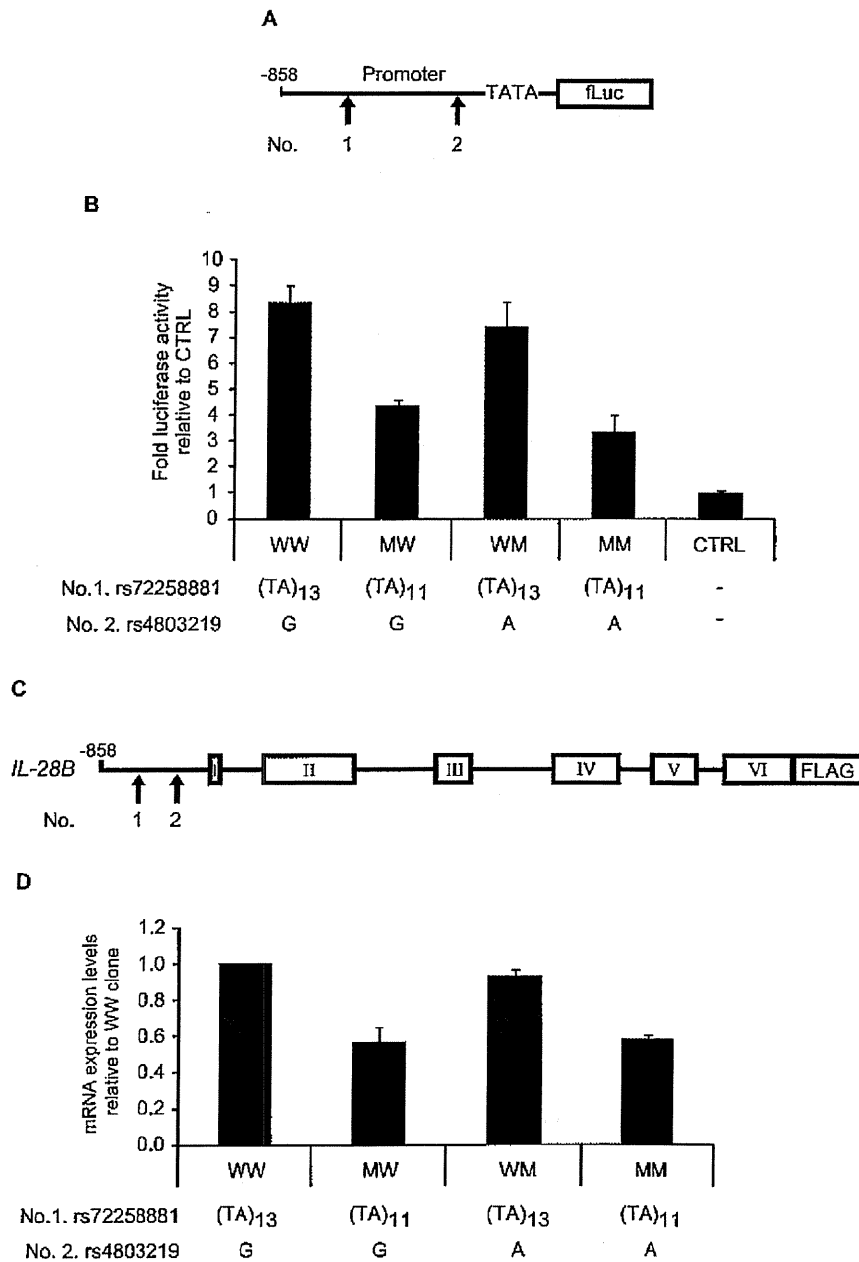 A
-858 Promoter TATA fLuc
No. 1 2
B
Fold luciferase activity
relative to CTRL
10
9
8
7
6
5
4
3
2
1
0
WW MW WM MM CTRL
No.1. rs72258881 (TA)13 (TA)11 (TA)13 (TA)11 -
No. 2. rs4803219 G G A A -
C
-858
IL-28B I II III IV V VI FLAG
No. 1 2
D
mRNA expression levels
relative to WW clone
1.2
1.0
0.8
0.6
0.4
0.2
0.0
WW MW WM MM
No.1. rs72258881 (TA)13 (TA)11 (TA)13 (TA)11
No. 2. rs4803219 G G A A